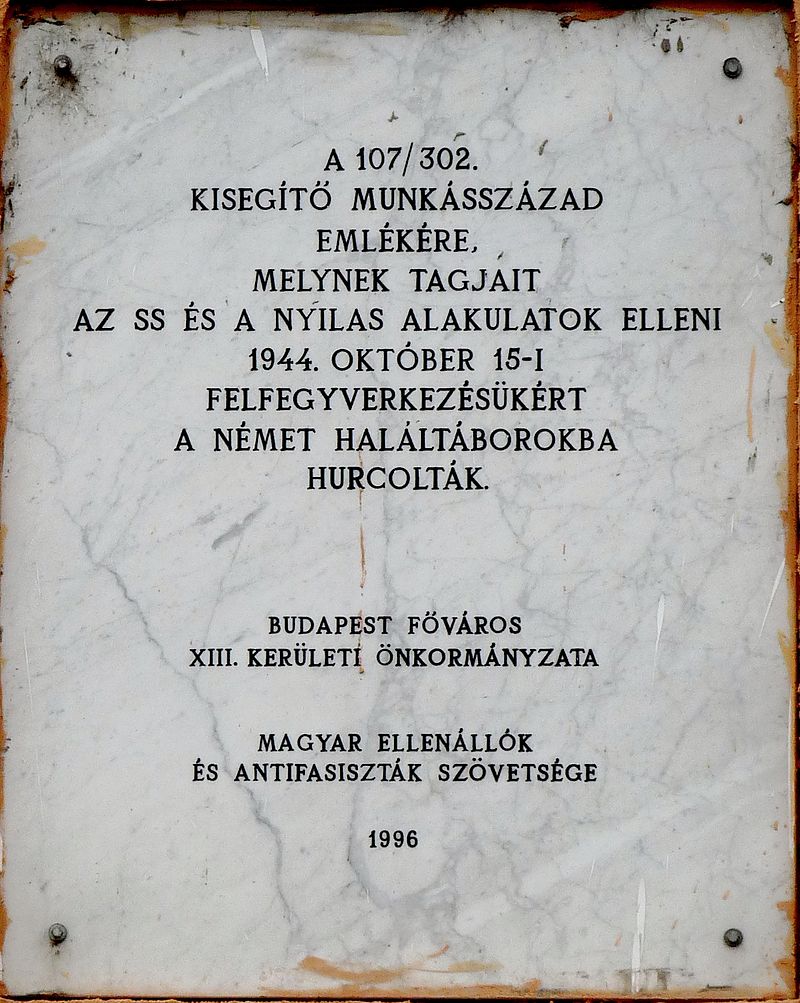 A 107/302.
KISEGÍTŐ MUNKÁSSZÁZAD
EMLÉKÉRE,
MELYNEK TAGJAIT
AZ SS ÉS A NYILAS ALAKULATOK ELLENI
1944. OKTÓBER 15-I
FELFEGYVERKEZÉSÜKÉRT
A NÉMET HALÁLTÁBOROKBA
HURCOLTÁK.
BUDAPEST FŐVÁROS
XIII. KERÜLETI ÖNKORMÁNYZATA
MAGYAR ELLENÁLLÓK
ÉS ANTIFASISZTÁK SZÖVETSÉGE
1996